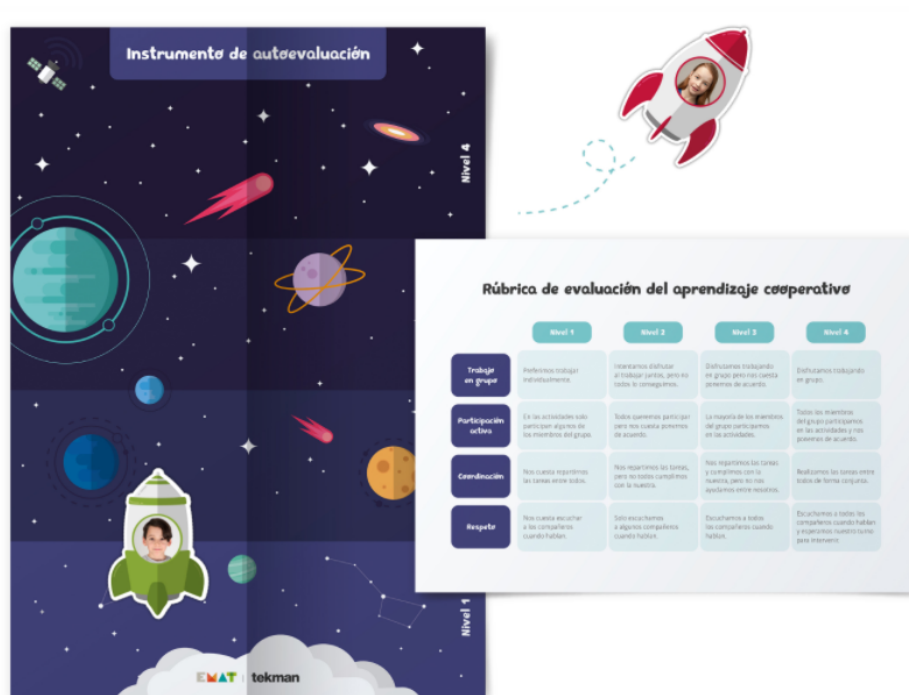 Instrumento de autoevaluación
Nivel 4
Nivel 1
EMAT
tekman
Rúbrica de evaluación del aprendizaje cooperativo
Nivel 1
Nivel 2
Nivel 3
Nivel 4
Trabajo
en grupo
Preferimos trabajar
individualmente.
Intentamos disfrutar
al trabajar juntos, pero no
todos lo conseguimos.
Disfrutamos trabajando
en grupo pero nos cuesta
ponernos de acuerdo.
Disfrutamos trabajando
en grupo.
Participación
activa
En las actividades solo
participan algunos de
los miembros del grupo.
Todos queremos participar
pero nos cuesta ponernos
de acuerdo.
La mayoría de los miembros
del grupo participamos
en las actividades.
Todos los miembros
del grupo participamos
en las actividades y nos
ponemos de acuerdo.
Coordinación
Nos cuesta repartirnos
las tareas entre todos.
Nos repartimos las tareas,
pero no todos cumplimos
con la nuestra.
Nos repartimos las tareas
y cumplimos con la
nuestra, pero no nos
ayudamos entre nosotros.
Realizamos las tareas entre
todos de forma conjunta.
Respeto
Nos cuesta escuchar
a los compañeros
cuando hablan.
Solo escuchamos
a algunos compañeros
cuando hablan.
Escuchamos a todos
los compañeros cuando
hablan.
Escuchamos a todos los
compañeros cuando hablan
y esperamos nuestro turno
para intervenir.